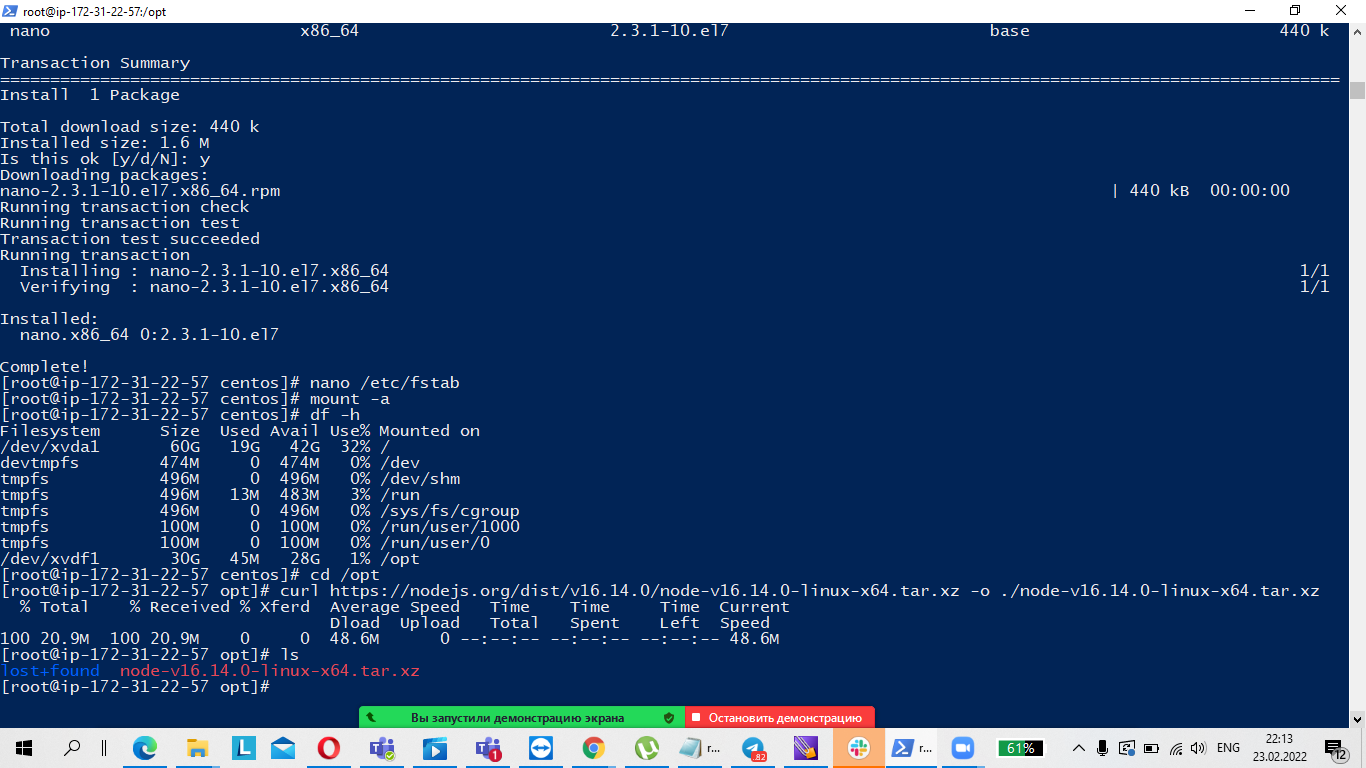 root@ip-172-31-22-57:/opt
nano x86_64 2.3.1-10.el7 base 440 k
Transaction Summary
================================================================================
Install 1 Package
Total download size: 440 k
Installed size: 1.6 M
Is this ok [y/d/N]: y
Downloading packages:
nano-2.3.1-10.el7.x86_64.rpm | 440 kB 00:00:00
Running transaction check
Running transaction test
Transaction test succeeded
Running transaction
Installing : nano-2.3.1-10.el7.x86_64 1/1
Verifying : nano-2.3.1-10.el7.x86_64 1/1
Installed:
nano.x86_64 0:2.3.1-10.el7
Complete!
[root@ip-172-31-22-57 centos]# nano /etc/fstab
[root@ip-172-31-22-57 centos]# mount -a
[root@ip-172-31-22-57 centos]# df -h
Filesystem Size Used Avail Use% Mounted on
/dev/xvda1 60G 19G 42G 32% /
devtmpfs 474M 0 474M 0% /dev
tmpfs 496M 0 496M 0% /dev/shm
tmpfs 496M 13M 483M 3% /run
tmpfs 496M 0 496M 0% /sys/fs/cgroup
tmpfs 100M 0 100M 0% /run/user/1000
tmpfs 100M 0 100M 0% /run/user/0
/dev/xvdf1 30G 45M 28G 1% /opt
[root@ip-172-31-22-57 centos]# cd /opt
[root@ip-172-31-22-57 opt]# curl https://nodejs.org/dist/v16.14.0/node-v16.14.0-linux-x64.tar.xz -o ./node-v16.14.0-linux-x64.tar.xz
% Total % Received % Xferd Average Speed Time Time Time Current
Dload Upload Total Spent Left Speed
100 20.9M 100 20.9M 0 0 48.6M 0 --:--:-- --:--:-- --:--:-- 48.6M
[root@ip-172-31-22-57 opt]# ls
lost+found node-v16.14.0-linux-x64.tar.xz
[root@ip-172-31-22-57 opt]#
Вы запустили демонстрацию экрана Остановить демонстрацию
L 1 r... .82 r... 61% ENG 22:13
23.02.2022 12